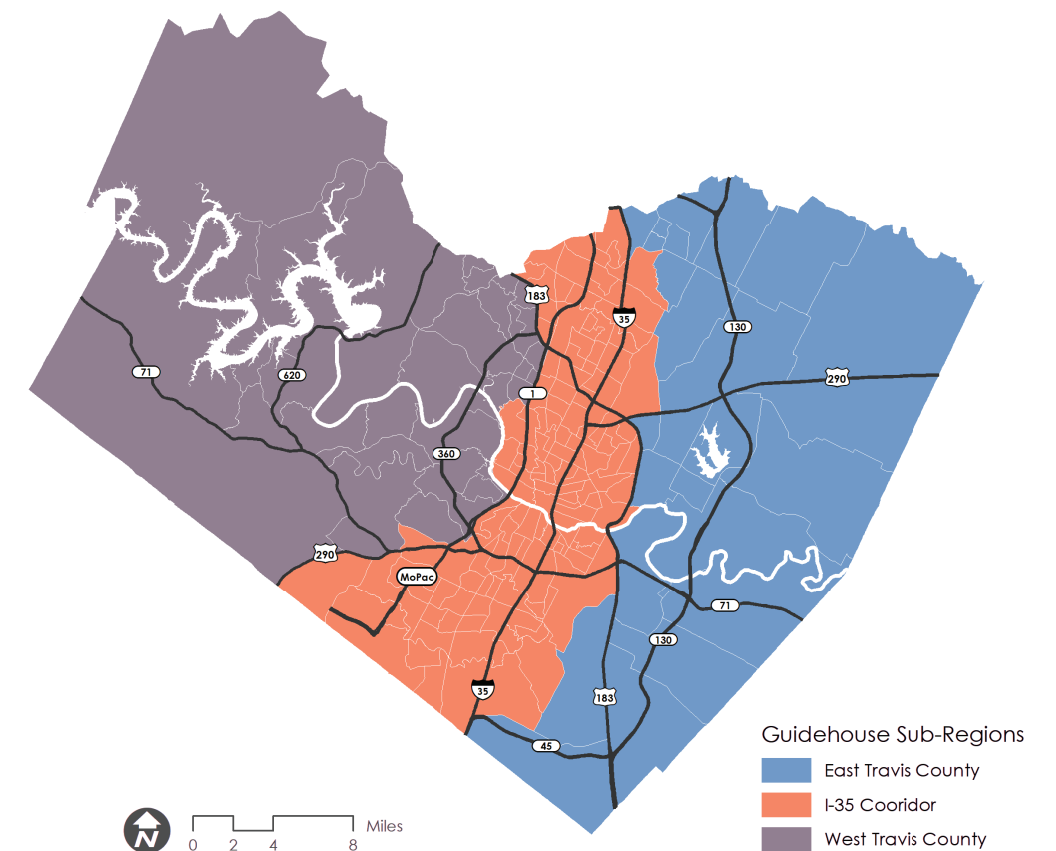 183
35
130
71
620
290
1
360
290
MoPac
71
130
35
183
45
Guidehouse Sub-Regions
East Travis County
I-35 Cooridor
West Travis County
N
Miles
0 2 4 8